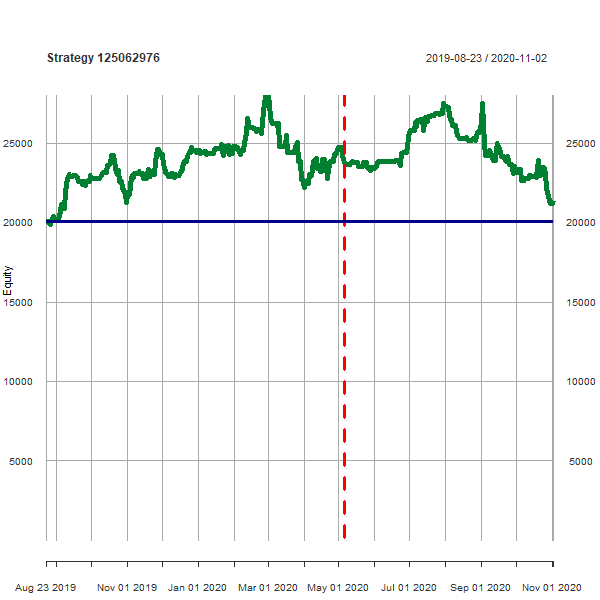 Strategy 125062976
2019-08-23 / 2020-11-02
25000
25000
20000
20000
Equity
15000
15000
10000
10000
5000
5000
Aug 23 2019
Nov 01 2019
Jan 01 2020
Mar 01 2020
May 01 2020
Jul 01 2020
Sep 01 2020
Nov 01 2020